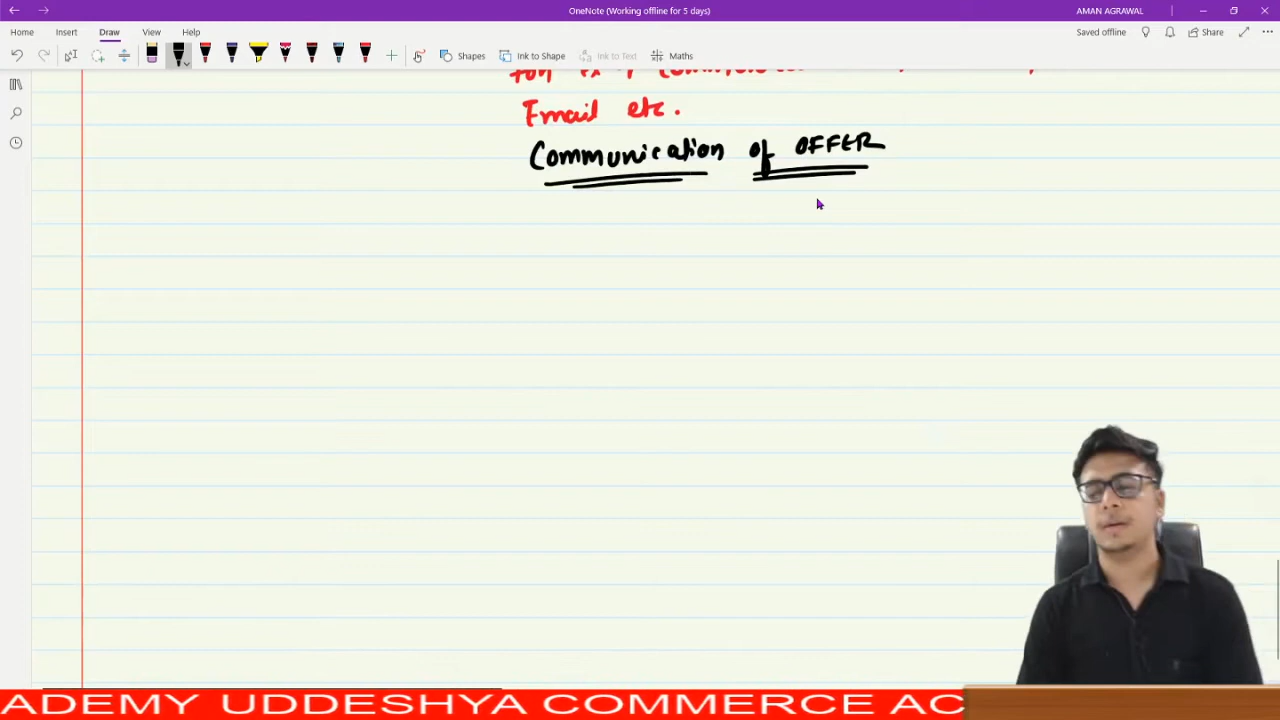 OneNote (Working offline for 5 days)
AMAN AGRAWAL
Home Insert Draw View Help
Saved offline Share
Shapes Ink to Shape Ink to Text Maths
Email etc.
Communication of OFFER
ADEMY UDDESHYA COMMERCE AC